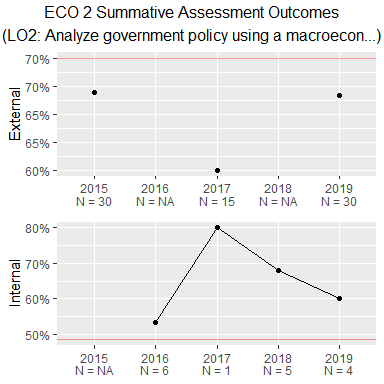 ECO 2 Summative Assessment Outcomes
(LO2: Analyze government policy using a macroecon...)
External
70%
70%
65%
65%
60%
2015 2016 2017 2018 2019
N = 30 N = NA N = 15 N = NA N = 30
Internal
80%
70%
60%
50%
2015 2016 2017 2018 2019
N = NA N = 6 N = 1 N = 5 N = 4